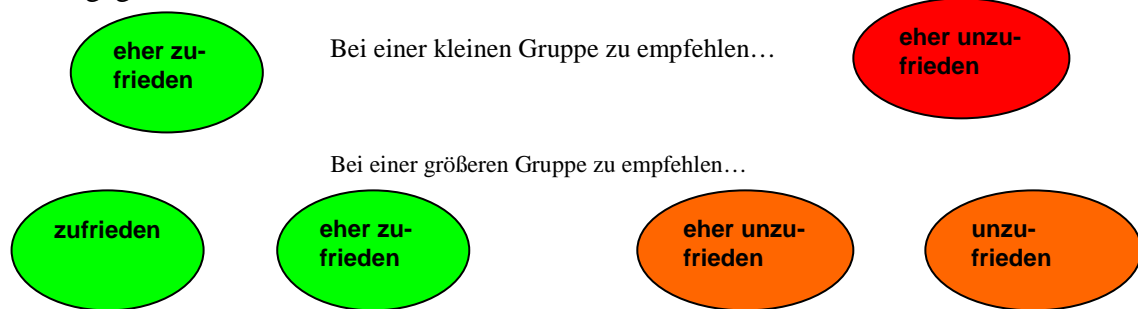 eher zu-
frieden
Bei einer kleinen Gruppe zu empfehlen…
eher unzu-
frieden
Bei einer größeren Gruppe zu empfehlen…
zufrieden
eher zu-
frieden
eher unzu-
frieden
unzu-
frieden